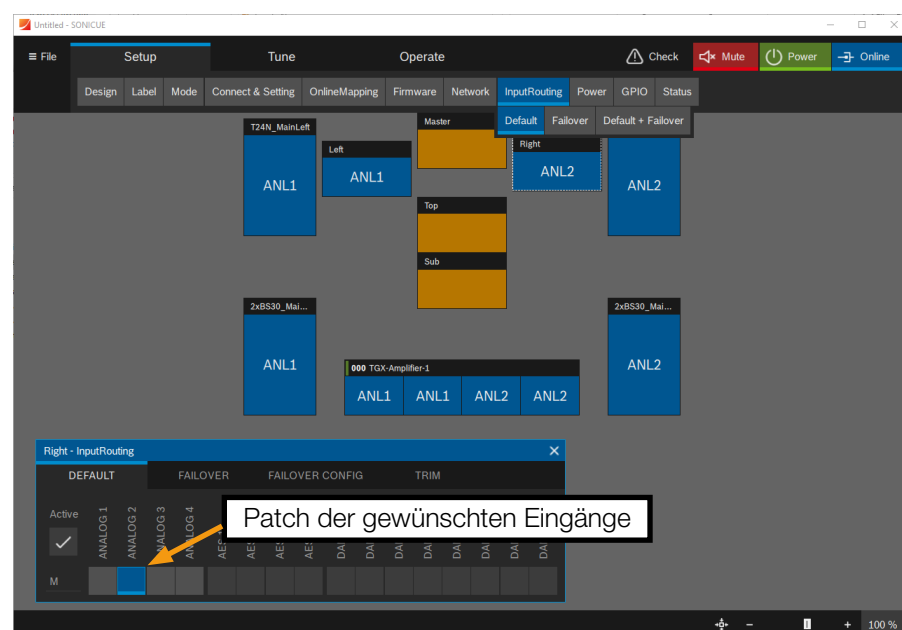 Untitled - SONICUE
≡ File Setup Tune Operate Check Mute Power Online
Design Label Mode Connect & Setting OnlineMapping Firmware Network InputRouting Power GPIO Status
Default Failover Default + Failover
T24N_MainLeft
Left
Master
Right
ANL1
ANL1
ANL2
ANL2
Top
Sub
2xBS30_Mai...
2xBS30_Mai...
ANL1
000 TGX-Amplifier-1
ANL1 ANL1 ANL2 ANL2
ANL2
Right - InputRouting
DEFAULT FAILOVER FAILOVER CONFIG TRIM
Active
ANALOG 1
ANALOG 2
ANALOG 3
ANALOG 4
Patch der gewünschten Eingänge
M
100 %